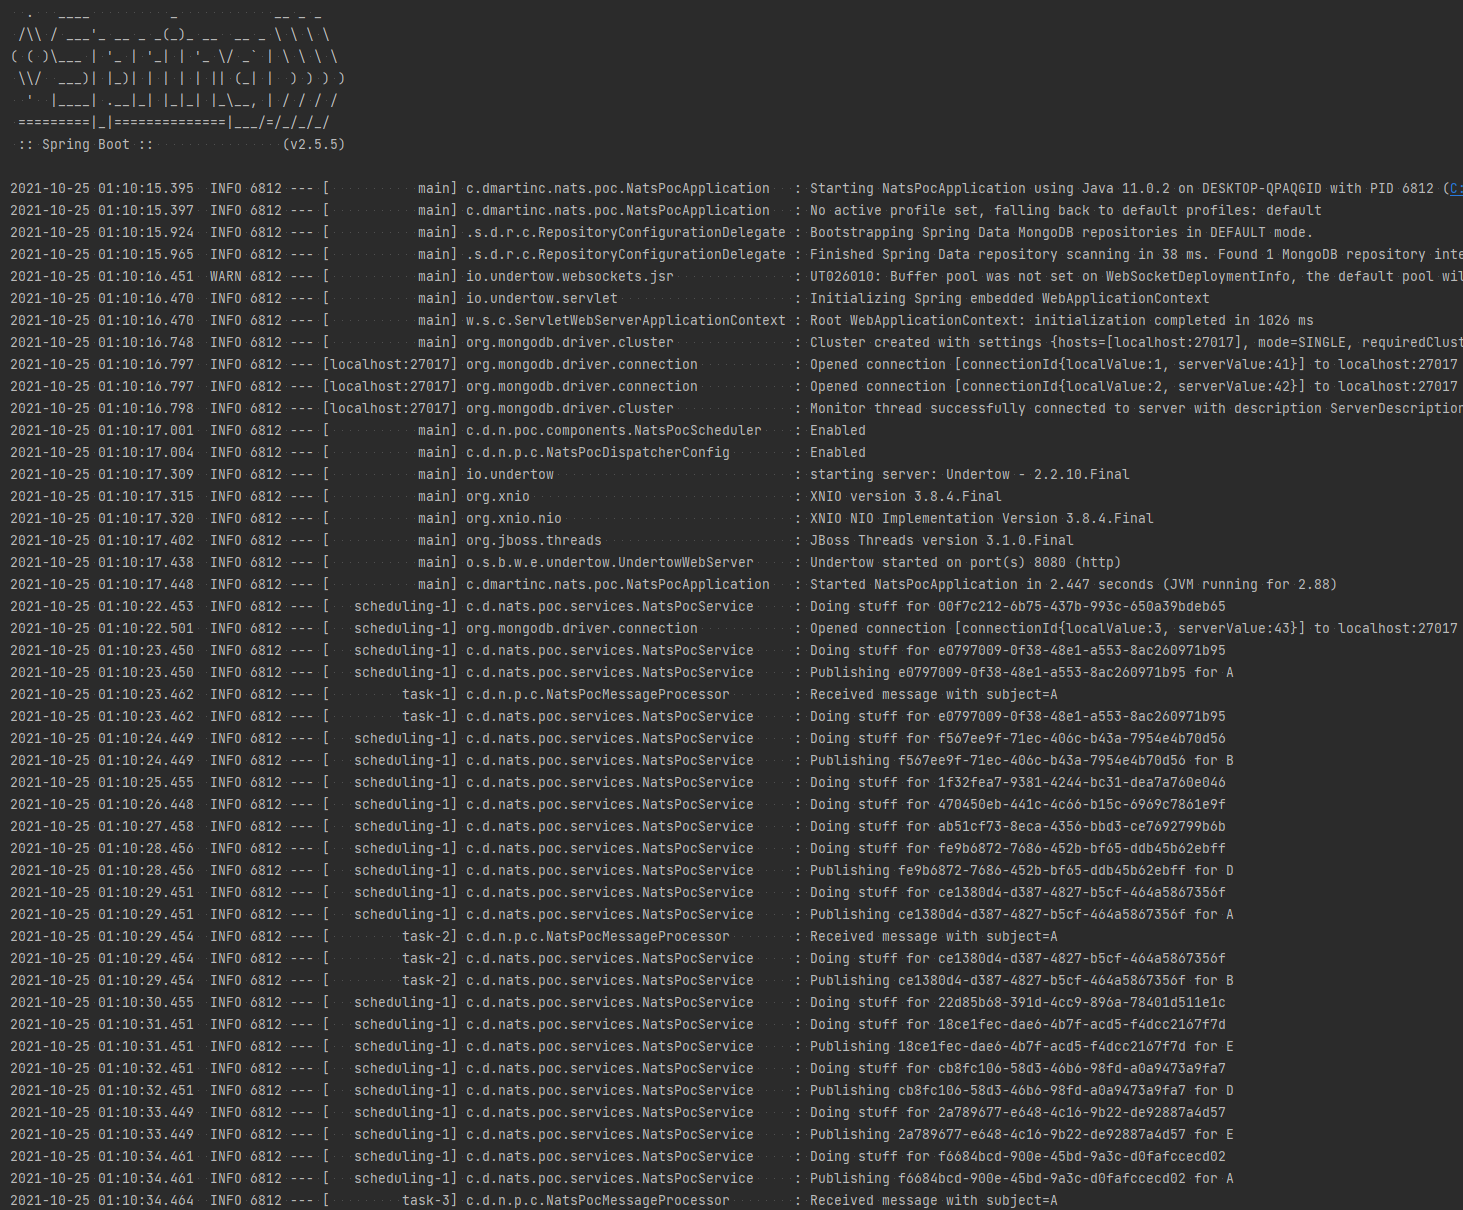 .   ____          _            __ _ _
 /\\ / ___'_ __ _ _(_)_ __  __ _ \ \ \ \
( ( )\___ | '_ | '_| | '_ \/ _` | \ \ \ \
 \\/  ___)| |_)| | | | | || (_| |  ) ) ) )
  '  |____| .__|_| |_|_| |_\__, | / / / /
 =========|_|==============|___/=/_/_/_/
 :: Spring Boot ::                (v2.5.5)
2021-10-25 01:10:15.395  INFO 6812 --- [           main] c.dmartinc.nats.poc.NatsPocApplication   : Starting NatsPocApplication using Java 11.0.2 on DESKTOP-QPAQGID with PID 6812 (C:
2021-10-25 01:10:15.397  INFO 6812 --- [           main] c.dmartinc.nats.poc.NatsPocApplication   : No active profile set, falling back to default profiles: default
2021-10-25 01:10:15.924  INFO 6812 --- [           main] .s.d.r.c.RepositoryConfigurationDelegate : Bootstrapping Spring Data MongoDB repositories in DEFAULT mode.
2021-10-25 01:10:15.965  INFO 6812 --- [           main] .s.d.r.c.RepositoryConfigurationDelegate : Finished Spring Data repository scanning in 38 ms. Found 1 MongoDB repository inte
2021-10-25 01:10:16.451  WARN 6812 --- [           main] io.undertow.websockets.jsr               : UT026010: Buffer pool was not set on WebSocketDeploymentInfo, the default pool wil
2021-10-25 01:10:16.470  INFO 6812 --- [           main] io.undertow.servlet                      : Initializing Spring embedded WebApplicationContext
2021-10-25 01:10:16.470  INFO 6812 --- [           main] w.s.c.ServletWebServerApplicationContext : Root WebApplicationContext: initialization completed in 1026 ms
2021-10-25 01:10:16.748  INFO 6812 --- [           main] org.mongodb.driver.cluster               : Cluster created with settings {hosts=[localhost:27017], mode=SINGLE, requiredClust
2021-10-25 01:10:16.797  INFO 6812 --- [localhost:27017] org.mongodb.driver.connection            : Opened connection [connectionId{localValue:1, serverValue:41}] to localhost:27017
2021-10-25 01:10:16.797  INFO 6812 --- [localhost:27017] org.mongodb.driver.connection            : Opened connection [connectionId{localValue:2, serverValue:42}] to localhost:27017
2021-10-25 01:10:16.798  INFO 6812 --- [localhost:27017] org.mongodb.driver.cluster               : Monitor thread successfully connected to server with description ServerDescription
2021-10-25 01:10:17.001  INFO 6812 --- [           main] c.d.n.poc.components.NatsPocScheduler    : Enabled
2021-10-25 01:10:17.004  INFO 6812 --- [           main] c.d.n.p.c.NatsPocDispatcherConfig        : Enabled
2021-10-25 01:10:17.309  INFO 6812 --- [           main] io.undertow                              : starting server: Undertow - 2.2.10.Final
2021-10-25 01:10:17.315  INFO 6812 --- [           main] org.xnio                                 : XNIO version 3.8.4.Final
2021-10-25 01:10:17.320  INFO 6812 --- [           main] org.xnio.nio                             : XNIO NIO Implementation Version 3.8.4.Final
2021-10-25 01:10:17.402  INFO 6812 --- [           main] org.jboss.threads                        : JBoss Threads version 3.1.0.Final
2021-10-25 01:10:17.438  INFO 6812 --- [           main] o.s.b.w.e.undertow.UndertowWebServer     : Undertow started on port(s) 8080 (http)
2021-10-25 01:10:17.448  INFO 6812 --- [           main] c.dmartinc.nats.poc.NatsPocApplication   : Started NatsPocApplication in 2.447 seconds (JVM running for 2.88)
2021-10-25 01:10:22.453  INFO 6812 --- [   scheduling-1] c.d.nats.poc.services.NatsPocService     : Doing stuff for 00f7c212-6b75-437b-993c-650a39bdeb65
2021-10-25 01:10:22.501  INFO 6812 --- [   scheduling-1] org.mongodb.driver.connection            : Opened connection [connectionId{localValue:3, serverValue:43}] to localhost:27017
2021-10-25 01:10:23.450  INFO 6812 --- [   scheduling-1] c.d.nats.poc.services.NatsPocService     : Doing stuff for e0797009-0f38-48e1-a553-8ac260971b95
2021-10-25 01:10:23.450  INFO 6812 --- [   scheduling-1] c.d.nats.poc.services.NatsPocService     : Publishing e0797009-0f38-48e1-a553-8ac260971b95 for A
2021-10-25 01:10:23.462  INFO 6812 --- [         task-1] c.d.n.p.c.NatsPocMessageProcessor        : Received message with subject=A
2021-10-25 01:10:23.462  INFO 6812 --- [         task-1] c.d.nats.poc.services.NatsPocService     : Doing stuff for e0797009-0f38-48e1-a553-8ac260971b95
2021-10-25 01:10:24.449  INFO 6812 --- [   scheduling-1] c.d.nats.poc.services.NatsPocService     : Doing stuff for f567ee9f-71ec-406c-b43a-7954e4b70d56
2021-10-25 01:10:24.449  INFO 6812 --- [   scheduling-1] c.d.nats.poc.services.NatsPocService     : Publishing f567ee9f-71ec-406c-b43a-7954e4b70d56 for B
2021-10-25 01:10:25.455  INFO 6812 --- [   scheduling-1] c.d.nats.poc.services.NatsPocService     : Doing stuff for 1f32fea7-9381-4244-bc31-dea7a760e046
2021-10-25 01:10:26.448  INFO 6812 --- [   scheduling-1] c.d.nats.poc.services.NatsPocService     : Doing stuff for 470450eb-441c-4c66-b15c-6969c7861e9f
2021-10-25 01:10:27.458  INFO 6812 --- [   scheduling-1] c.d.nats.poc.services.NatsPocService     : Doing stuff for ab51cf73-8eca-4356-bbd3-ce7692799b6b
2021-10-25 01:10:28.456  INFO 6812 --- [   scheduling-1] c.d.nats.poc.services.NatsPocService     : Doing stuff for fe9b6872-7686-452b-bf65-ddb45b62ebff
2021-10-25 01:10:28.456  INFO 6812 --- [   scheduling-1] c.d.nats.poc.services.NatsPocService     : Publishing fe9b6872-7686-452b-bf65-ddb45b62ebff for D
2021-10-25 01:10:29.451  INFO 6812 --- [   scheduling-1] c.d.nats.poc.services.NatsPocService     : Doing stuff for ce1380d4-d387-4827-b5cf-464a5867356f
2021-10-25 01:10:29.451  INFO 6812 --- [   scheduling-1] c.d.nats.poc.services.NatsPocService     : Publishing ce1380d4-d387-4827-b5cf-464a5867356f for A
2021-10-25 01:10:29.454  INFO 6812 --- [         task-2] c.d.n.p.c.NatsPocMessageProcessor        : Received message with subject=A
2021-10-25 01:10:29.454  INFO 6812 --- [         task-2] c.d.nats.poc.services.NatsPocService     : Doing stuff for ce1380d4-d387-4827-b5cf-464a5867356f
2021-10-25 01:10:29.454  INFO 6812 --- [         task-2] c.d.nats.poc.services.NatsPocService     : Publishing ce1380d4-d387-4827-b5cf-464a5867356f for B
2021-10-25 01:10:30.455  INFO 6812 --- [   scheduling-1] c.d.nats.poc.services.NatsPocService     : Doing stuff for 22d85b68-391d-4cc9-896a-78401d511e1c
2021-10-25 01:10:31.451  INFO 6812 --- [   scheduling-1] c.d.nats.poc.services.NatsPocService     : Doing stuff for 18ce1fec-dae6-4b7f-acd5-f4dcc2167f7d
2021-10-25 01:10:31.451  INFO 6812 --- [   scheduling-1] c.d.nats.poc.services.NatsPocService     : Publishing 18ce1fec-dae6-4b7f-acd5-f4dcc2167f7d for E
2021-10-25 01:10:32.451  INFO 6812 --- [   scheduling-1] c.d.nats.poc.services.NatsPocService     : Doing stuff for cb8fc106-58d3-46b6-98fd-a0a9473a9fa7
2021-10-25 01:10:32.451  INFO 6812 --- [   scheduling-1] c.d.nats.poc.services.NatsPocService     : Publishing cb8fc106-58d3-46b6-98fd-a0a9473a9fa7 for D
2021-10-25 01:10:33.449  INFO 6812 --- [   scheduling-1] c.d.nats.poc.services.NatsPocService     : Doing stuff for 2a789677-e648-4c16-9b22-de92887a4d57
2021-10-25 01:10:33.449  INFO 6812 --- [   scheduling-1] c.d.nats.poc.services.NatsPocService     : Publishing 2a789677-e648-4c16-9b22-de92887a4d57 for E
2021-10-25 01:10:34.461  INFO 6812 --- [   scheduling-1] c.d.nats.poc.services.NatsPocService     : Doing stuff for f6684bcd-900e-45bd-9a3c-d0fafccecd02
2021-10-25 01:10:34.461  INFO 6812 --- [   scheduling-1] c.d.nats.poc.services.NatsPocService     : Publishing f6684bcd-900e-45bd-9a3c-d0fafccecd02 for A
2021-10-25 01:10:34.464  INFO 6812 --- [         task-3] c.d.n.p.c.NatsPocMessageProcessor        : Received message with subject=A